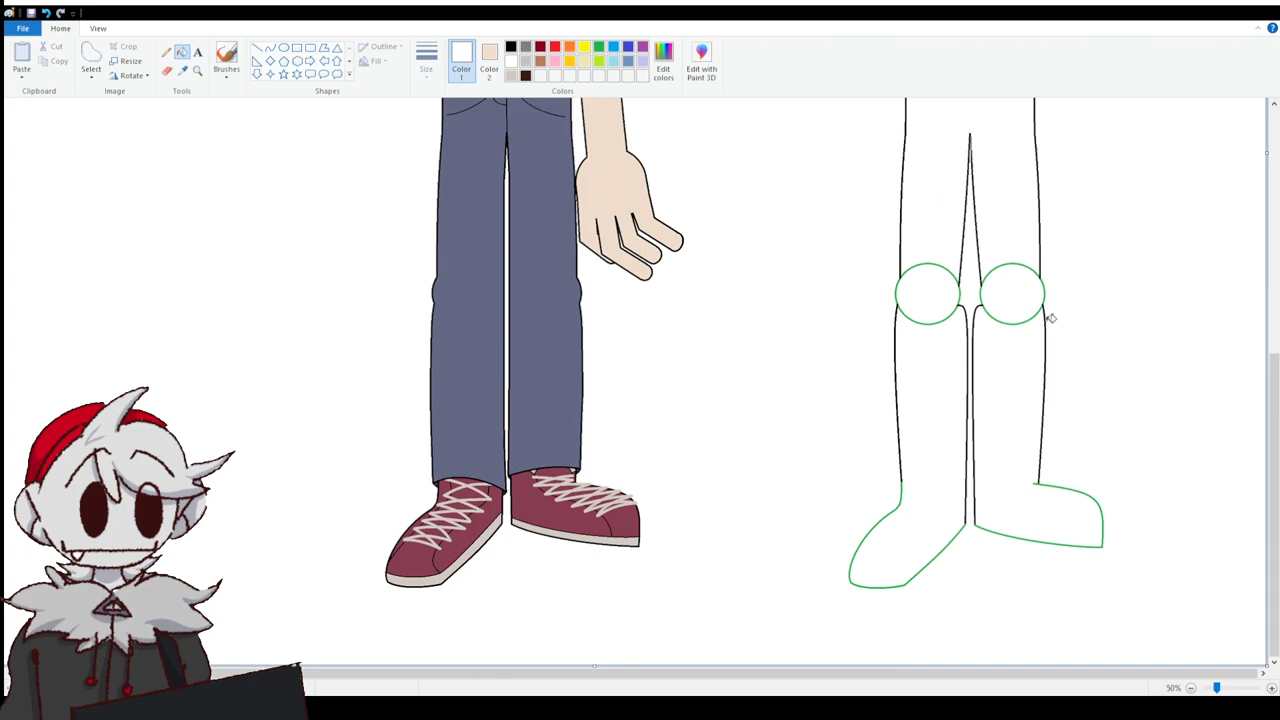 File Home View
Paste
Cut
Copy
Clipboard
Select
Crop
Resize
Rotate
Image
A
Tools
Brushes
Outline
Fill
Shapes
Size
Color
1
Color
2
Edit
colors
Edit with
Paint 3D
Colors
50%